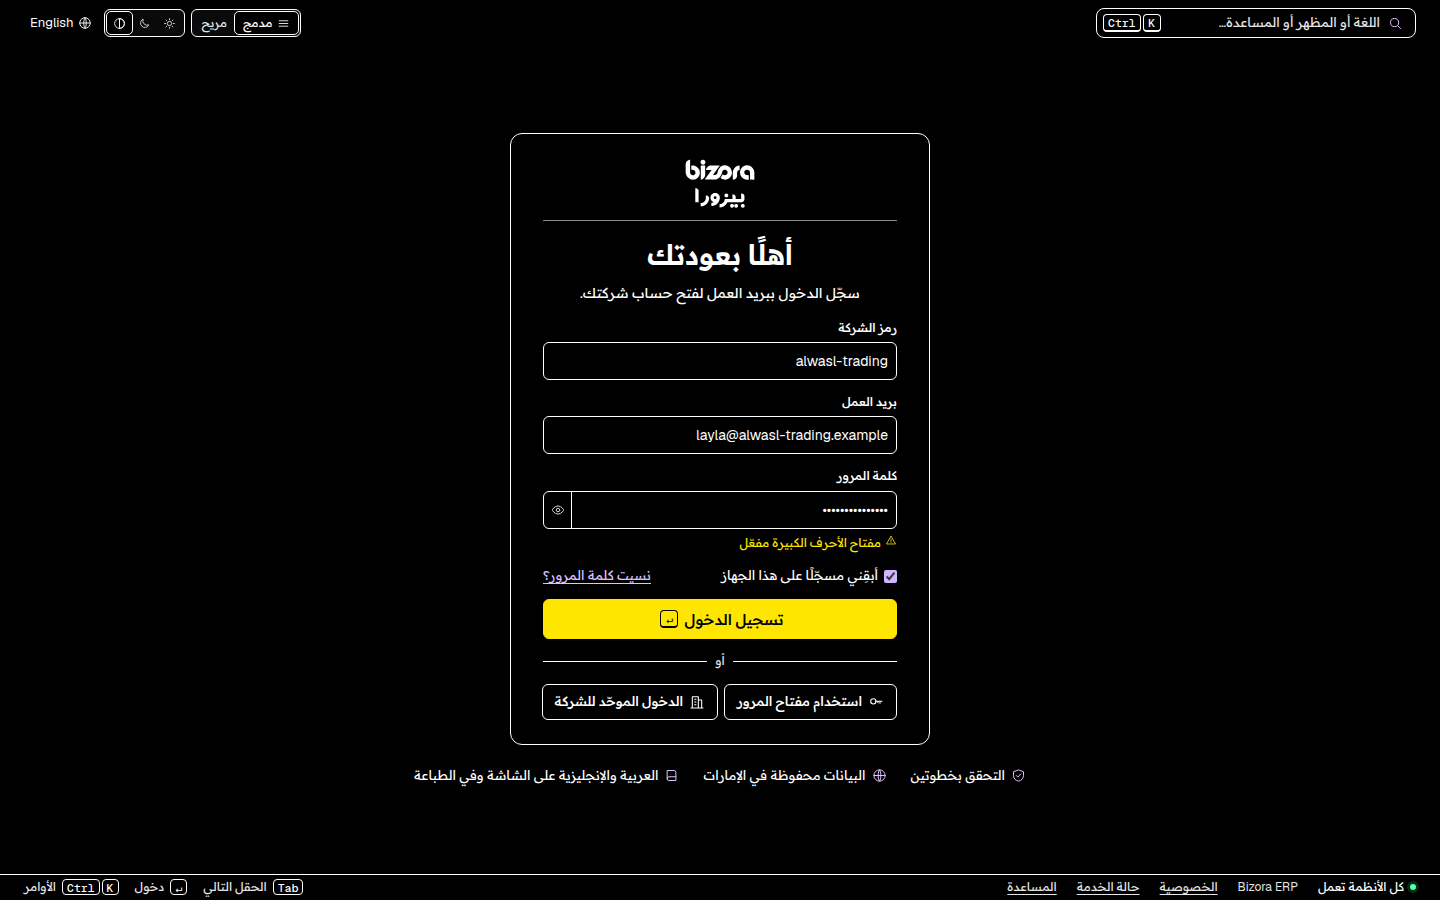 اللغة أو المظهر أو المساعدة... Ctrl K
مدمج مريح
English
bizora
بيزورا
أهلًا بعودتك
سجّل الدخول ببريد العمل لفتح حساب شركتك.
رمز الشركة
alwasl-trading
بريد العمل
layla@alwasl-trading.example
كلمة المرور
•••••••••••••••
مفتاح الأحرف الكبيرة مفعّل
أبقِني مسجّلًا على هذا الجهاز
نسيت كلمة المرور؟
تسجيل الدخول ↵
أو
استخدام مفتاح المرور
الدخول الموحّد للشركة
التحقق بخطوتين
البيانات محفوظة في الإمارات
العربية والإنجليزية على الشاشة وفي الطباعة
كل الأنظمة تعمل Bizora ERP الخصوصية حالة الخدمة المساعدة
Tab الحقل التالي ↵ دخول Ctrl K الأوامر